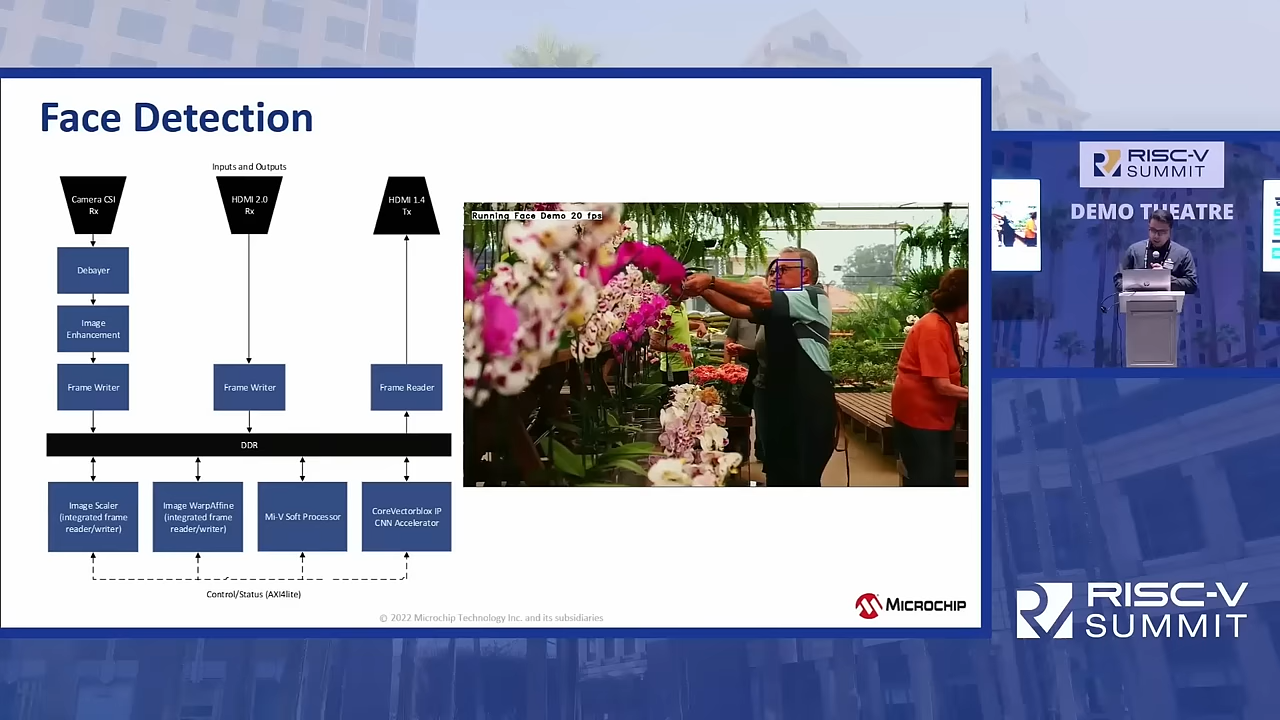 Face Detection
Inputs and Outputs
Camera CSI
Rx
HDMI 2.0
Rx
HDMI 1.4
Tx
Debayer
Image
Enhancement
Frame Writer
Frame Writer
Frame Reader
DDR
Image Scaler
(integrated frame
reader/writer)
Image WarpAffine
(integrated frame
reader/writer)
Mi-V Soft Processor
CoreVectorblox IP
CNN Accelerator
Control/Status (AXI4lite)
Running Face Demo 20 fps
© 2022 Microchip Technology Inc. and its subsidiaries
MICROCHIP
RISC-V
SUMMIT
DEMO THEATRE
RISC-V
SUMMIT